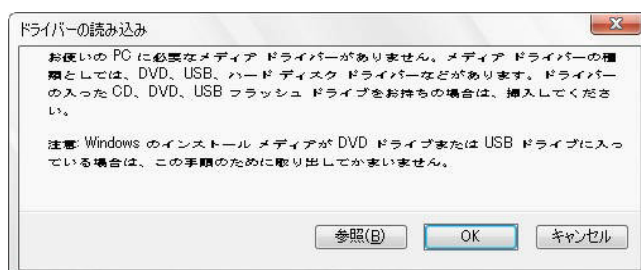 ドライバーの読み込み
お使いの PC に必要なメディア ドライバーがありません。メディア ドライバーの種
類としては、DVD、USB、ハード ディスク ドライバーなどがあります。ドライバー
の入った CD、DVD、USB フラッシュ ドライブをお持ちの場合は、挿入してくださ
い。
注意: Windows のインストール メディアが DVD ドライブまたは USB ドライブに入っ
ている場合は、この手順のために取り出してかまいません。
参照(B) OK キャンセル